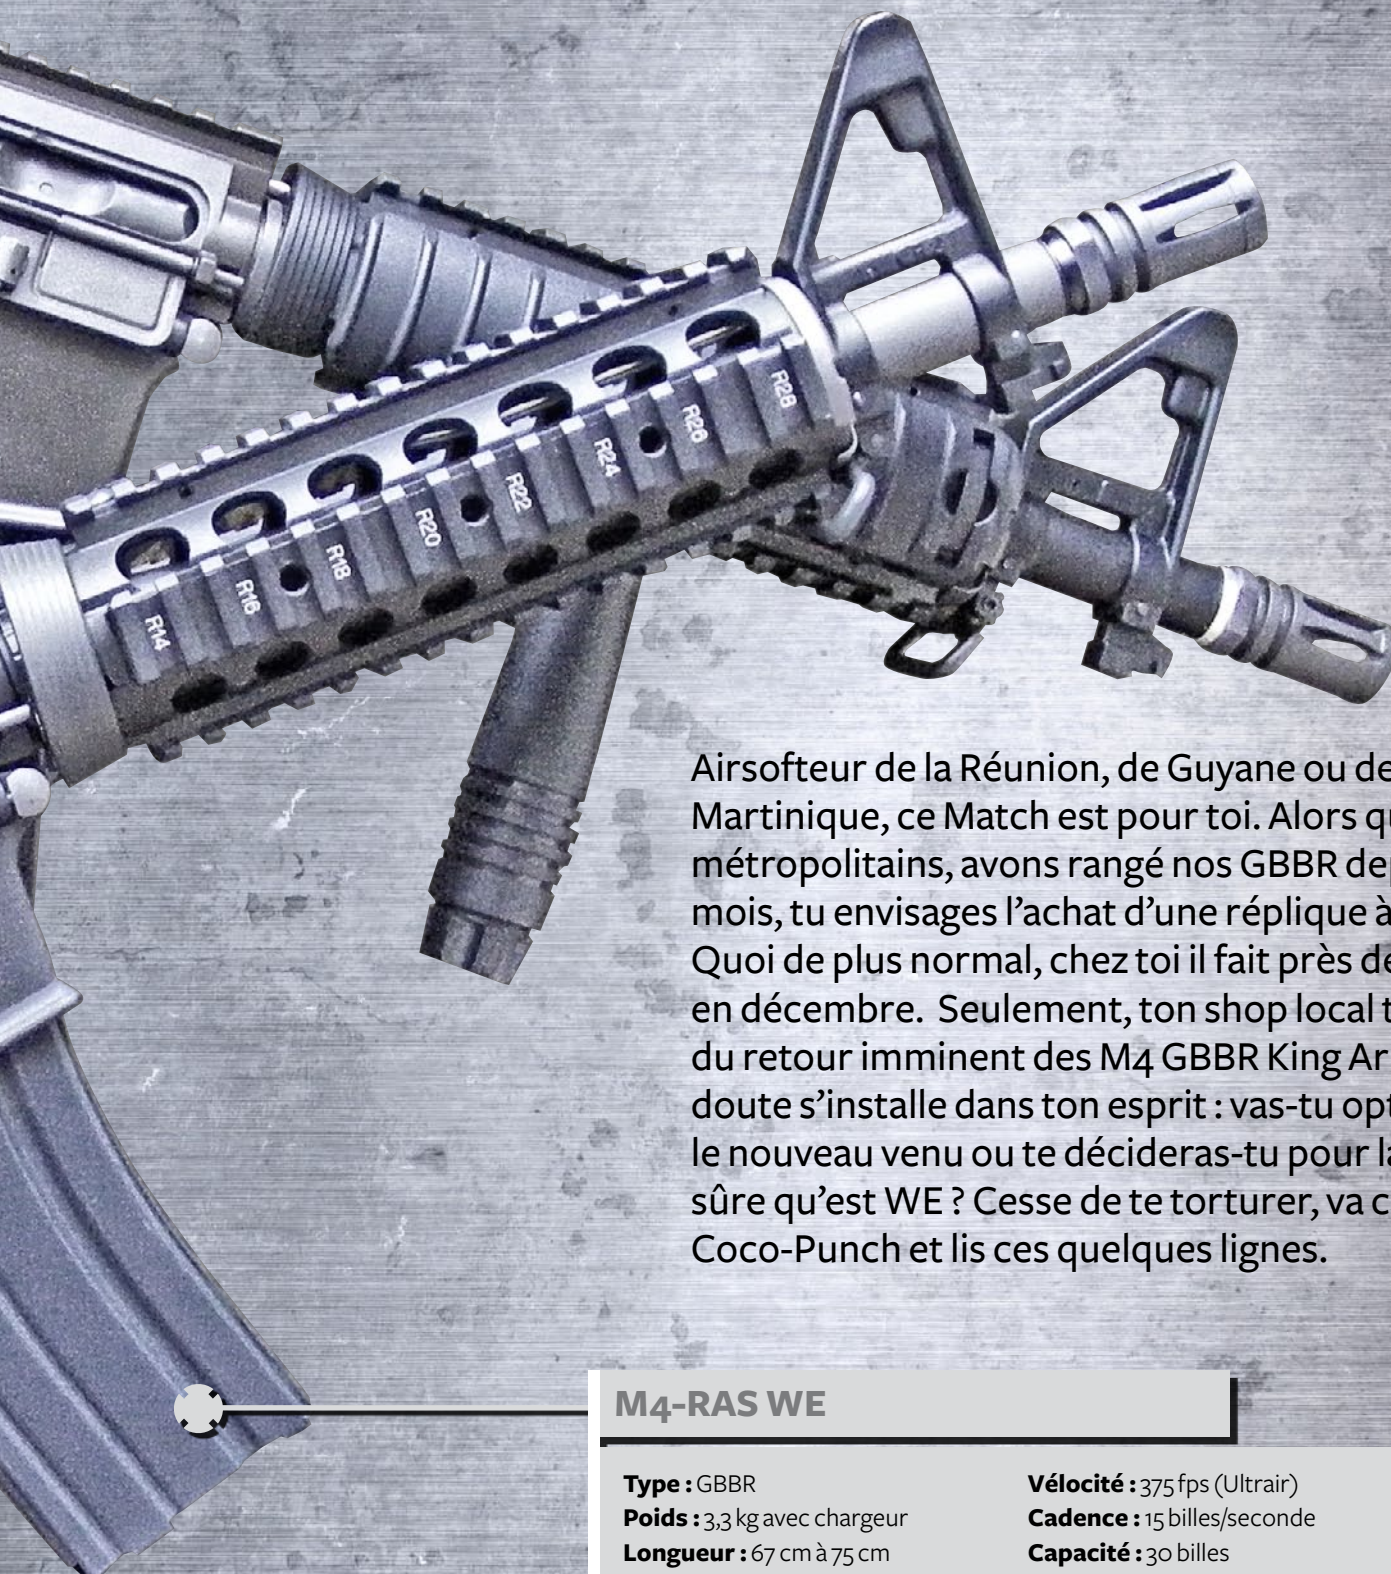 R28
R26
R24
R22
R20
R18
R16
R14
Airsofteur de la Réunion, de Guyane ou de
Martinique, ce Match est pour toi. Alors
métropolitains, avons rangé nos GBBR
mois, tu envisages l’achat d’une réplique à
Quoi de plus normal, chez toi il fait près de
en décembre. Seulement, ton shop local
du retour imminent des M4 GBBR King
doute s’installe dans ton esprit : vas-tu
le nouveau venu ou te décideras-tu pour
sûre qu’est WE ? Cesse de te torturer, va
Coco-Punch et lis ces quelques lignes.
M4-RAS WE
Type : GBBR
Poids : 3,3 kg avec chargeur
Longueur : 67 cm à 75 cm
Vélocité : 375 fps (Ultrair)
Cadence : 15 billes/seconde
Capacité : 30 billes